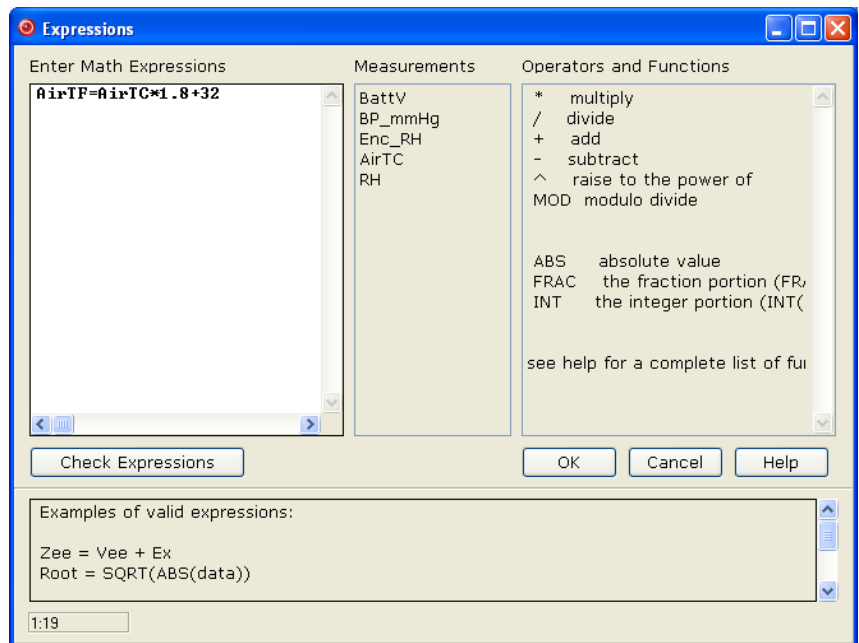 Expressions
Enter Math Expressions
AirTF=AirTC*1.8+32
Measurements
BattV
BP_mmHg
Enc_RH
AirTC
RH
Operators and Functions
* multiply
/ divide
+ add
- subtract
^ raise to the power of
MOD modulo divide
ABS absolute value
FRAC the fraction portion (FRA
INT the integer portion (INT(
see help for a complete list of fun
Check Expressions
OK Cancel Help
Examples of valid expressions:
Zee = Vee + Ex
Root = SQRT(ABS(data))
1:19